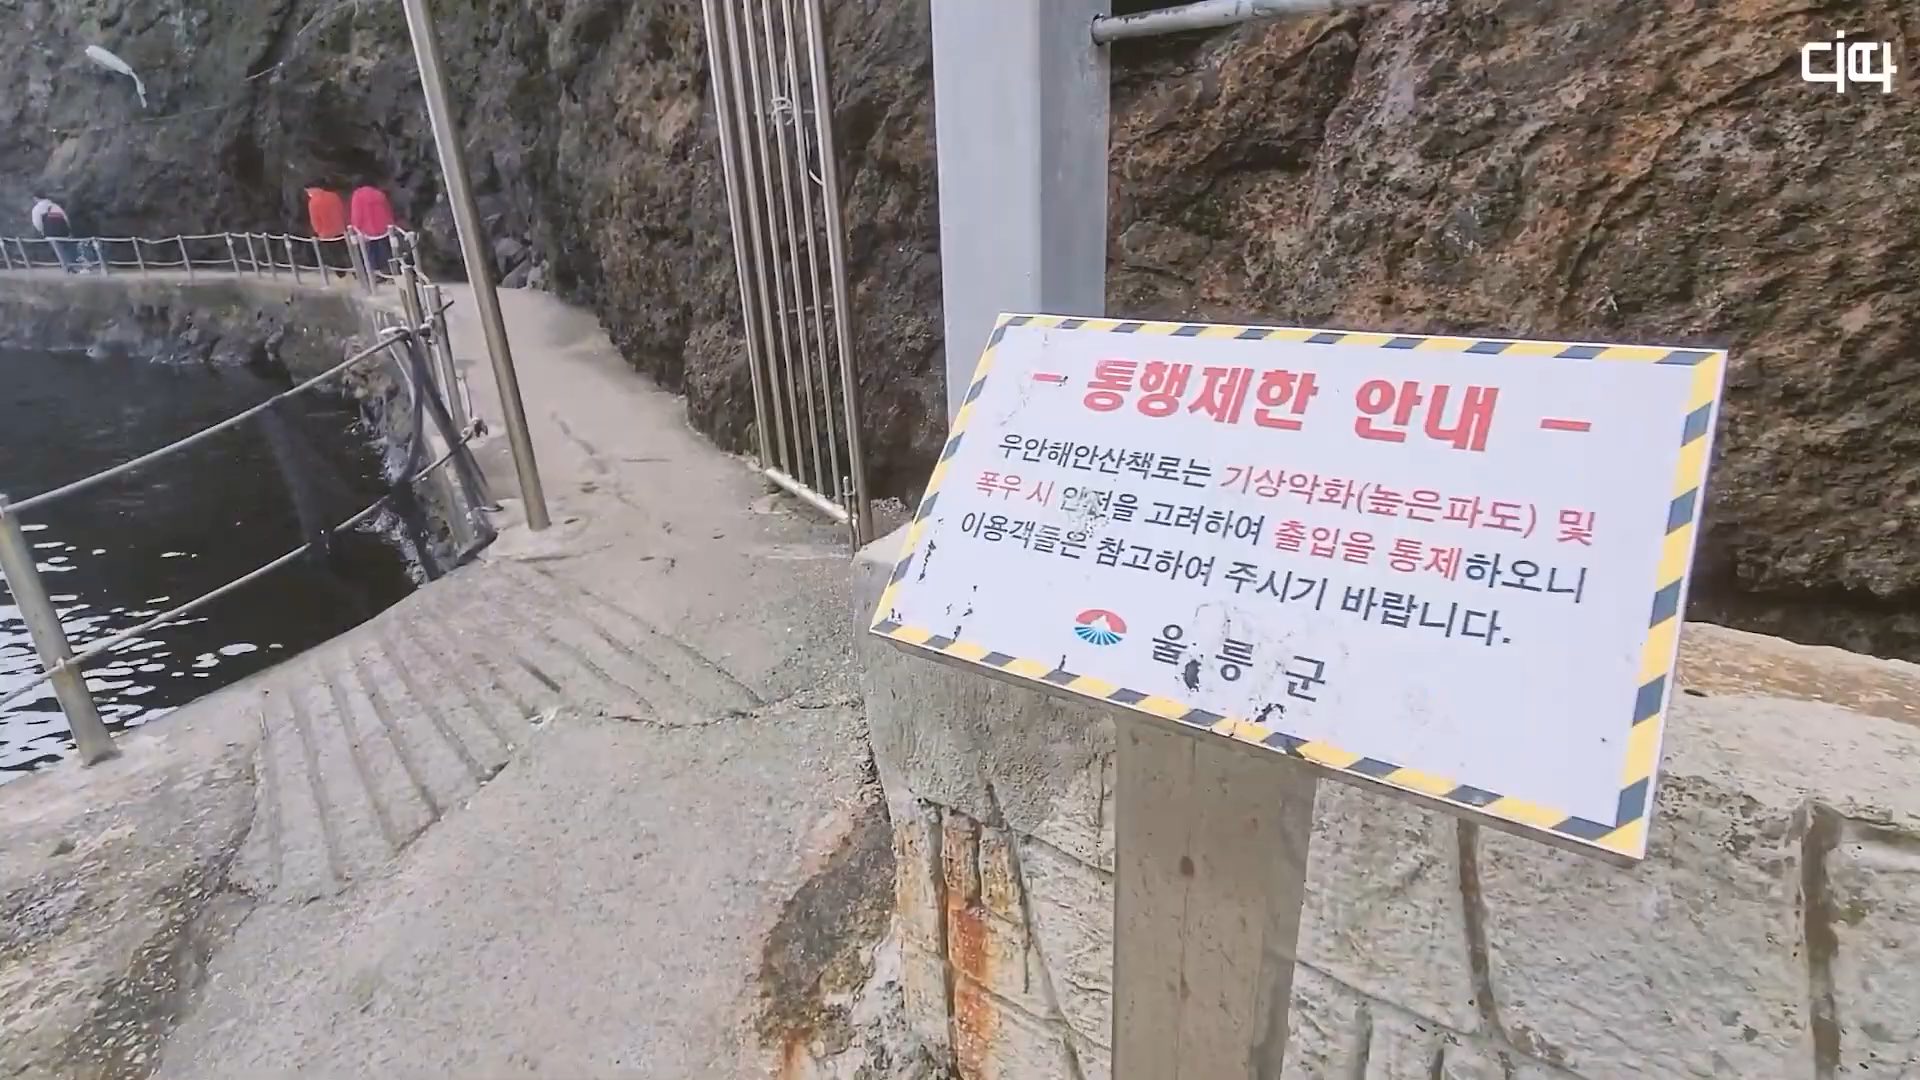 디따
- 통행제한 안내 -
우안해안산책로는 기상악화(높은파도) 및
폭우 시 안전을 고려하여 출입을 통제하오니
이용객들은 참고하여 주시기 바랍니다.
울릉군